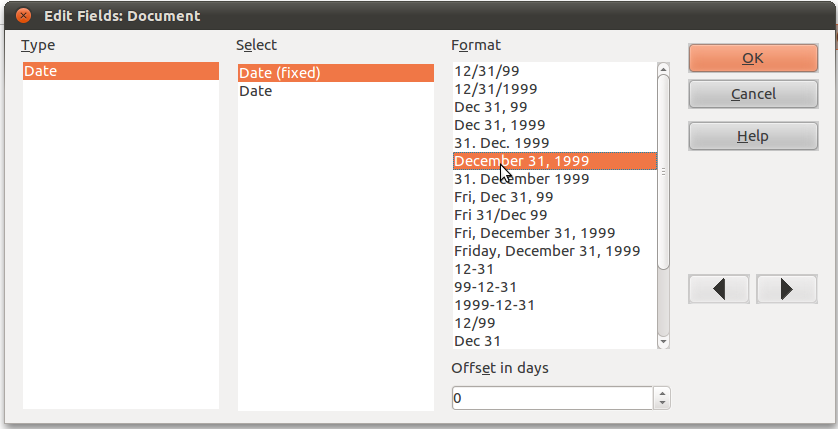 Edit Fields: Document
Type
Date
Select
Date (fixed)
Date
Format
12/31/99
12/31/1999
Dec 31, 99
Dec 31, 1999
31. Dec. 1999
December 31, 1999
31. December 1999
Fri, Dec 31, 99
Fri 31/Dec 99
Fri, December 31, 1999
Friday, December 31, 1999
12-31
99-12-31
1999-12-31
12/99
Dec 31
Offset in days
0
OK
Cancel
Help